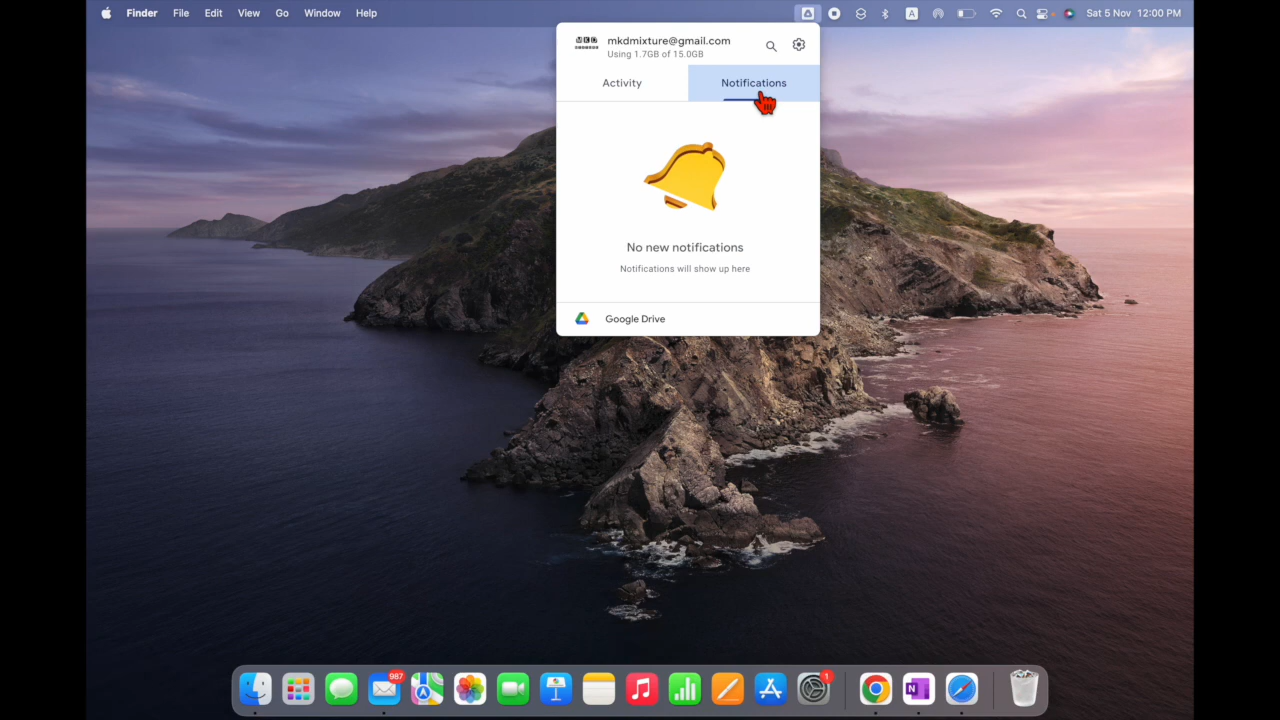 Finder File Edit View Go Window Help
A
Sat 5 Nov 12:00 PM
mkdmixture@gmail.com
Using 1.7GB of 15.0GB
Activity
Notifications
No new notifications
Notifications will show up here
Google Drive
987
1
N